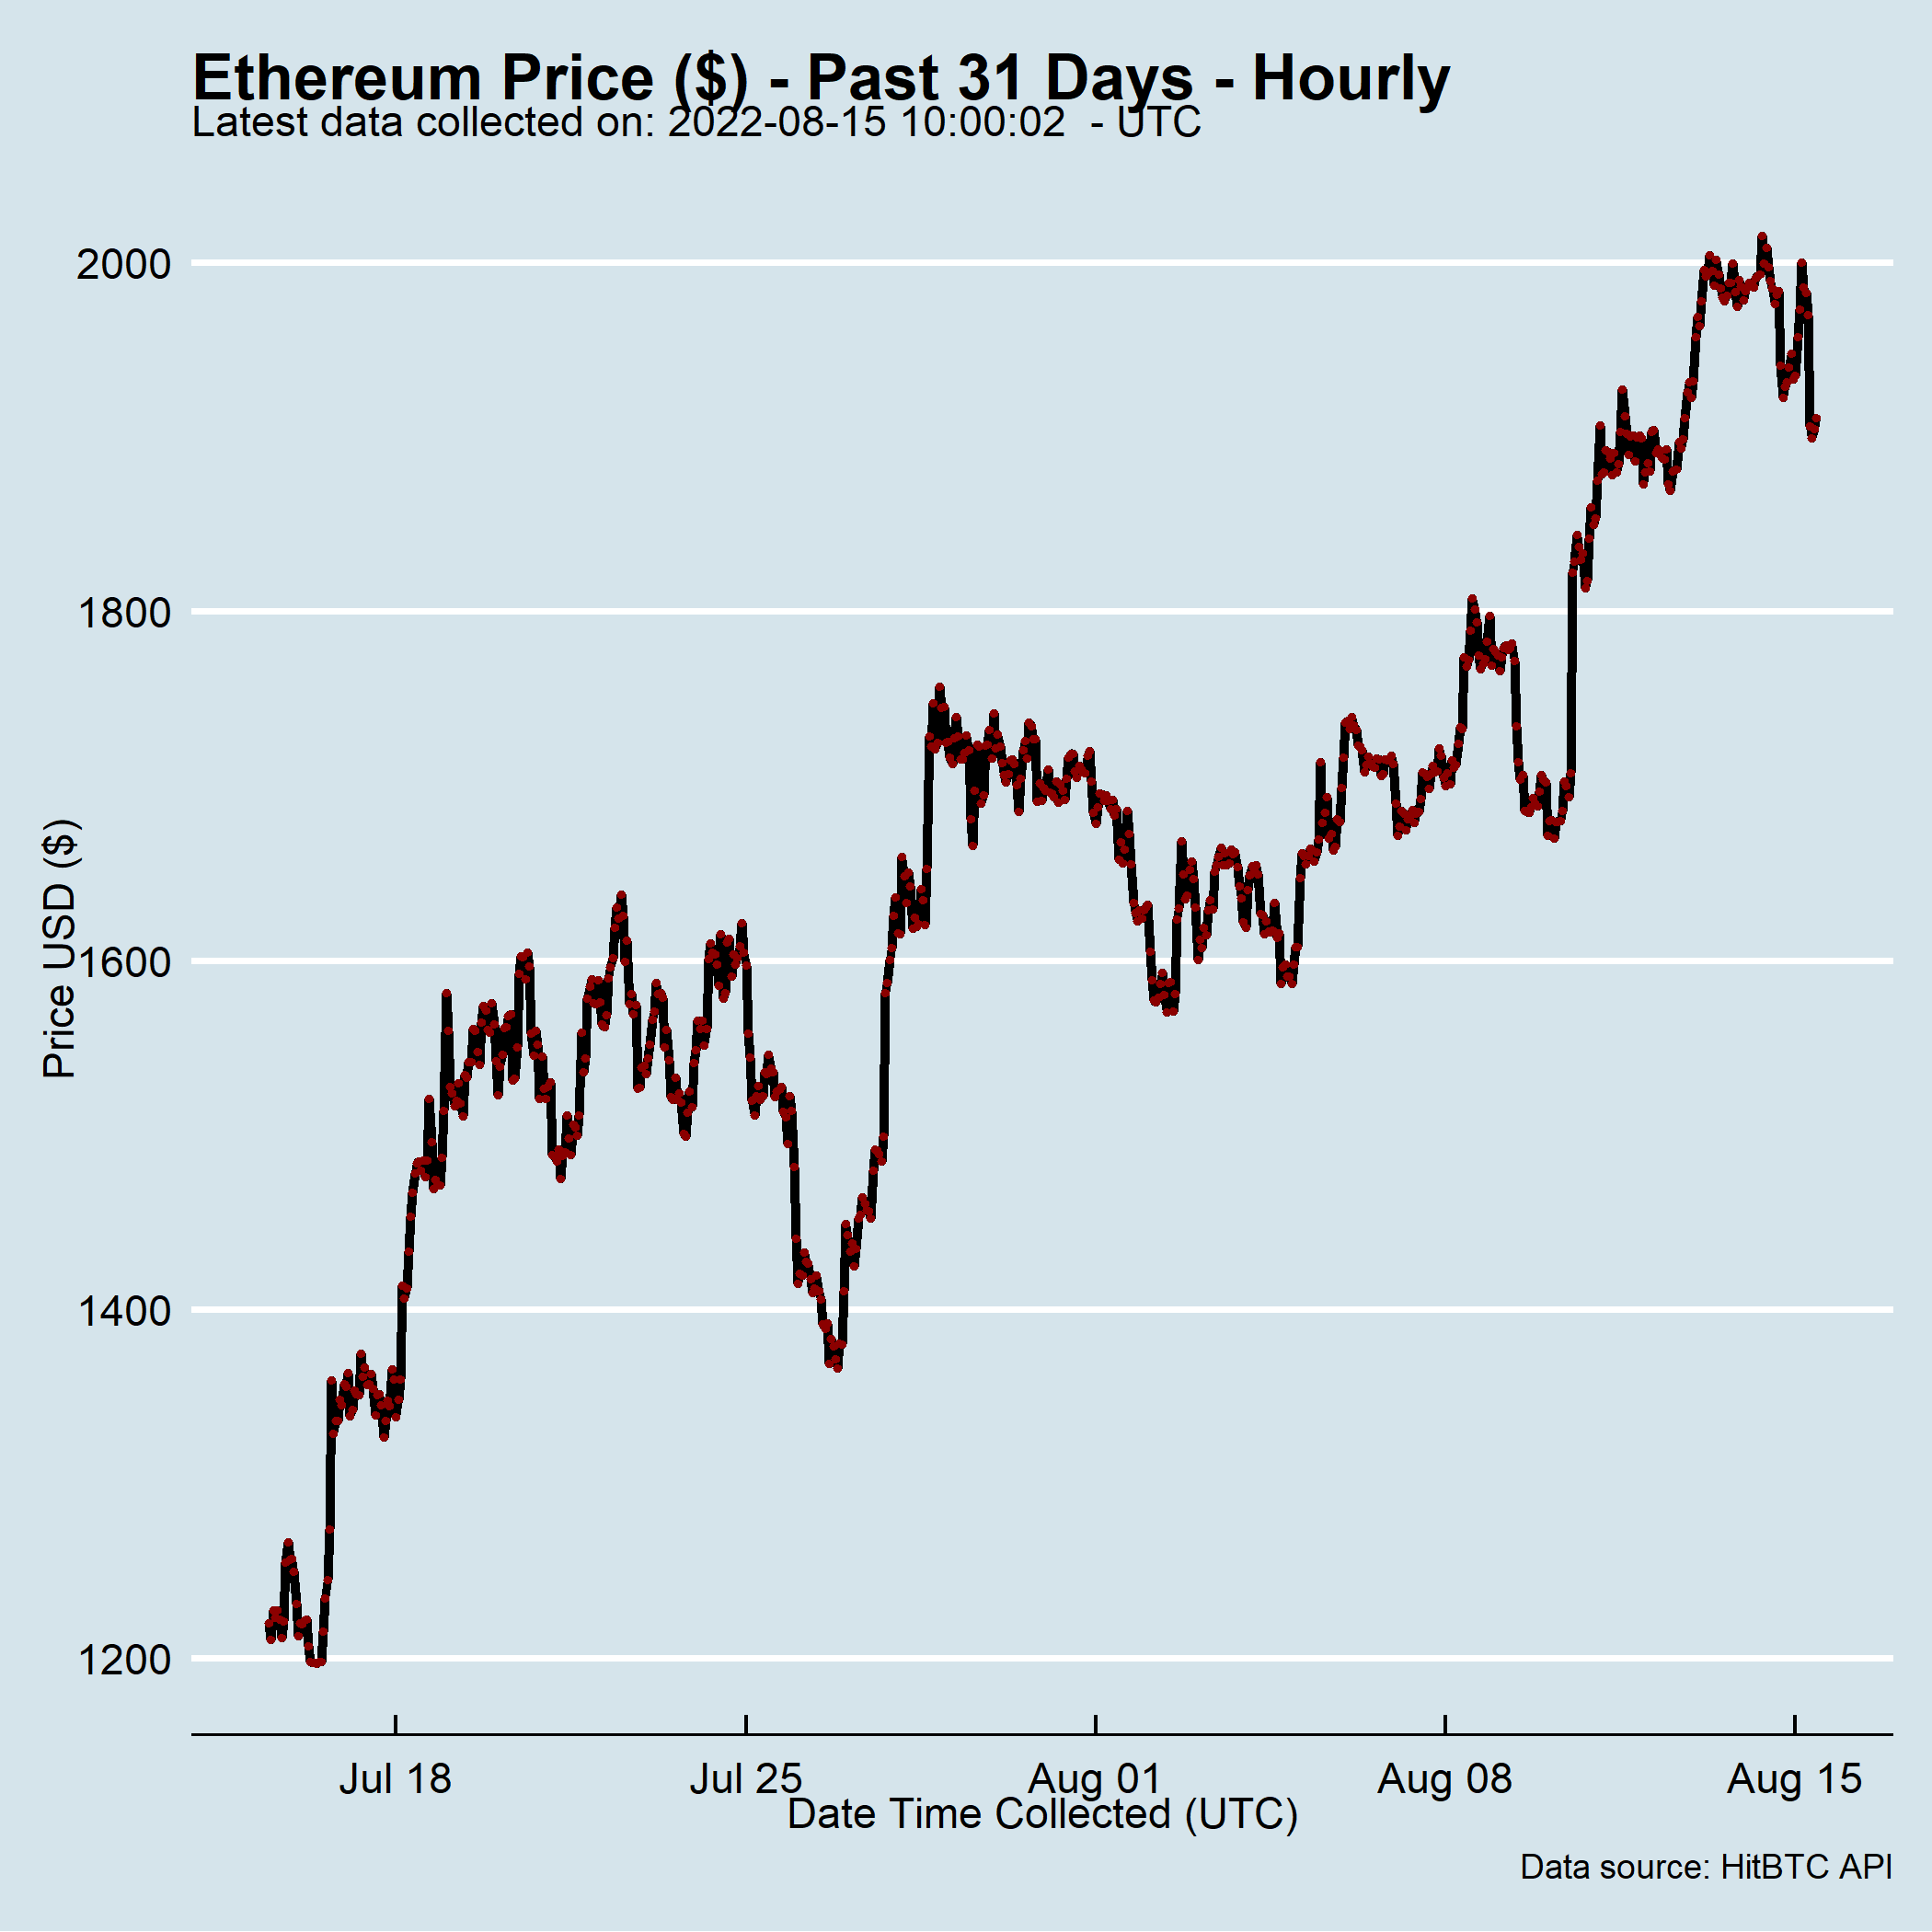 Ethereum Price ($) - Past 31 Days - Hourly
Latest data collected on: 2022-08-15 10:00:02  - UTC
2000
1800
1600
1400
1200
Price USD ($)
Jul 18
Jul 25
Aug 01
Aug 08
Aug 15
Date Time Collected (UTC)
Data source: HitBTC API